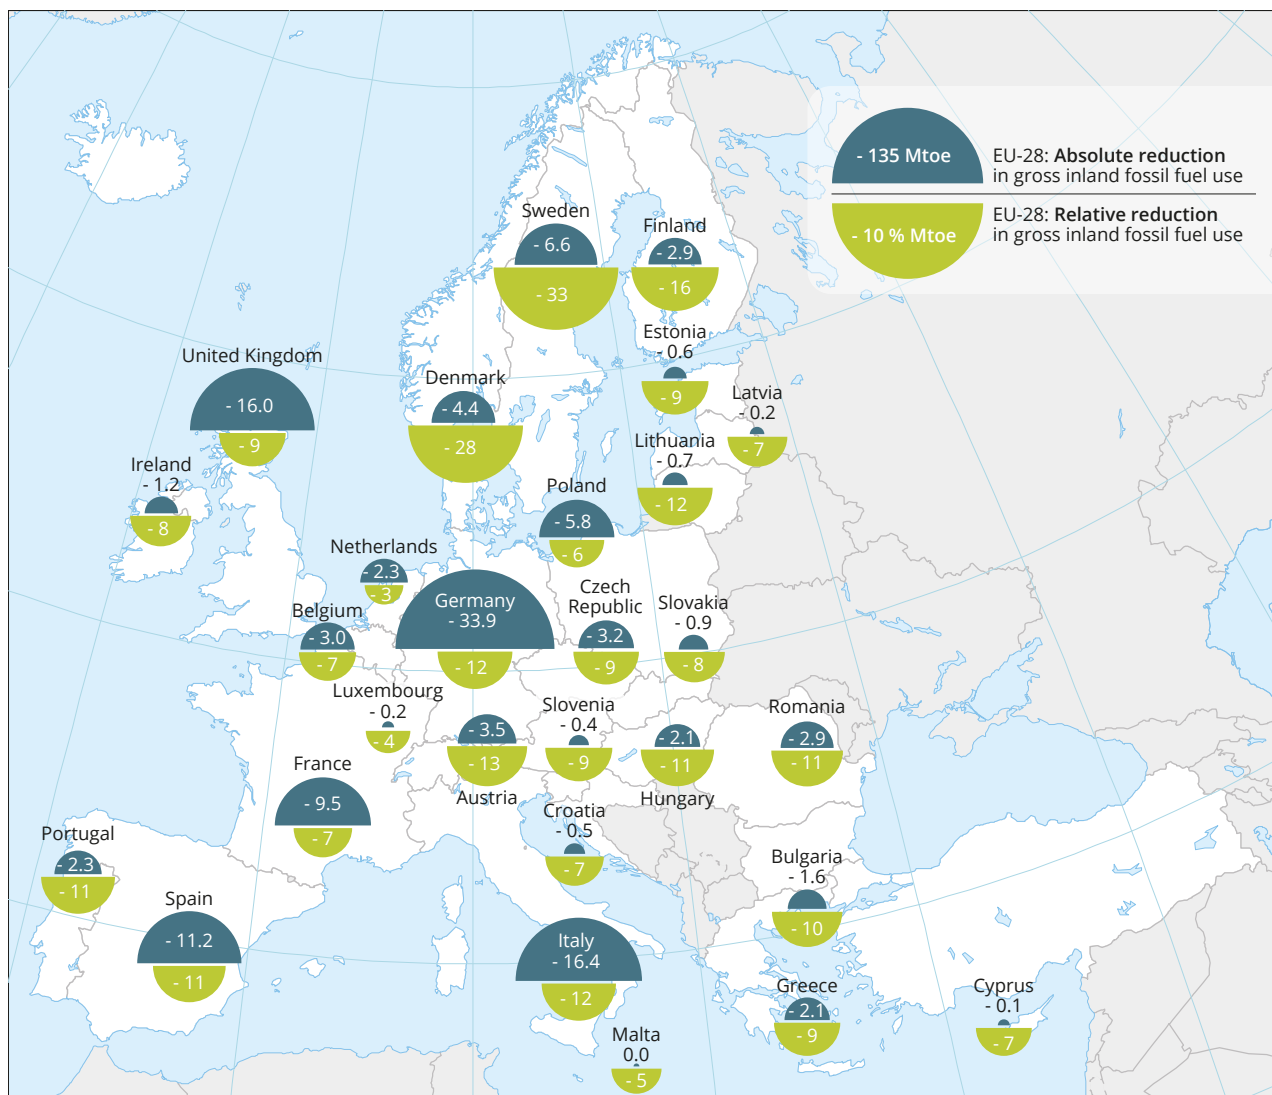 - 135 Mtoe
EU-28: Absolute reduction
in gross inland fossil fuel use
- 10 % Mtoe
EU-28: Relative reduction
in gross inland fossil fuel use
Sweden
- 6.6
- 33
Finland
- 2.9
- 16
Estonia
- 0.6
- 9
United Kingdom
- 16.0
- 9
Denmark
- 4.4
- 28
Latvia
- 0.2
- 7
Lithuania
- 0.7
- 12
Ireland
- 1.2
- 8
Poland
- 5.8
- 6
Netherlands
- 2.3
- 3
Germany
- 33.9
- 12
Czech
Republic
- 3.2
- 9
Slovakia
- 0.9
- 8
Belgium
- 3.0
- 7
Luxembourg
- 0.2
- 4
- 3.5
- 13
Austria
Slovenia
- 0.4
- 9
- 2.1
- 11
Hungary
Romania
- 2.9
- 11
France
- 9.5
- 7
Croatia
- 0.5
- 7
Portugal
- 2.3
- 11
Bulgaria
- 1.6
- 10
Spain
- 11.2
- 11
Italy
- 16.4
- 12
Greece
- 2.1
- 9
Cyprus
- 0.1
- 7
Malta
0.0
- 5